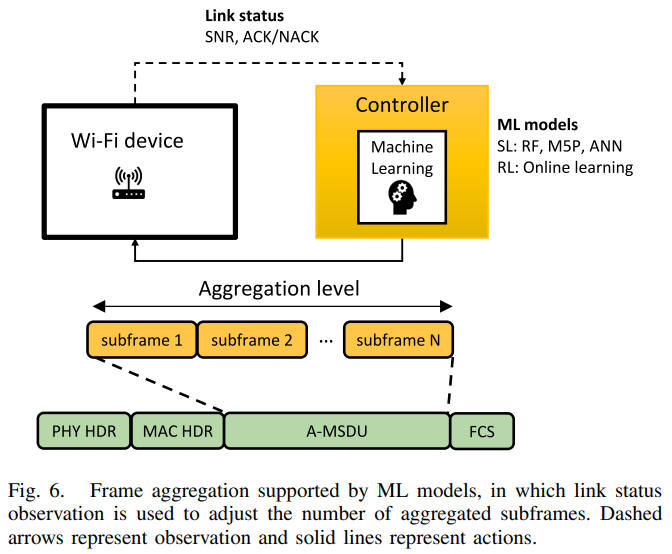 Link status
SNR, ACK/NACK
Wi-Fi device
Controller
Machine
Learning
ML models
SL: RF, M5P, ANN
RL: Online learning
Aggregation level
subframe 1
subframe 2
...
subframe N
PHY HDR
MAC HDR
A-MSDU
FCS
Fig. 6. Frame aggregation supported by ML models, in which link status
observation is used to adjust the number of aggregated subframes. Dashed
arrows represent observation and solid lines represent actions.